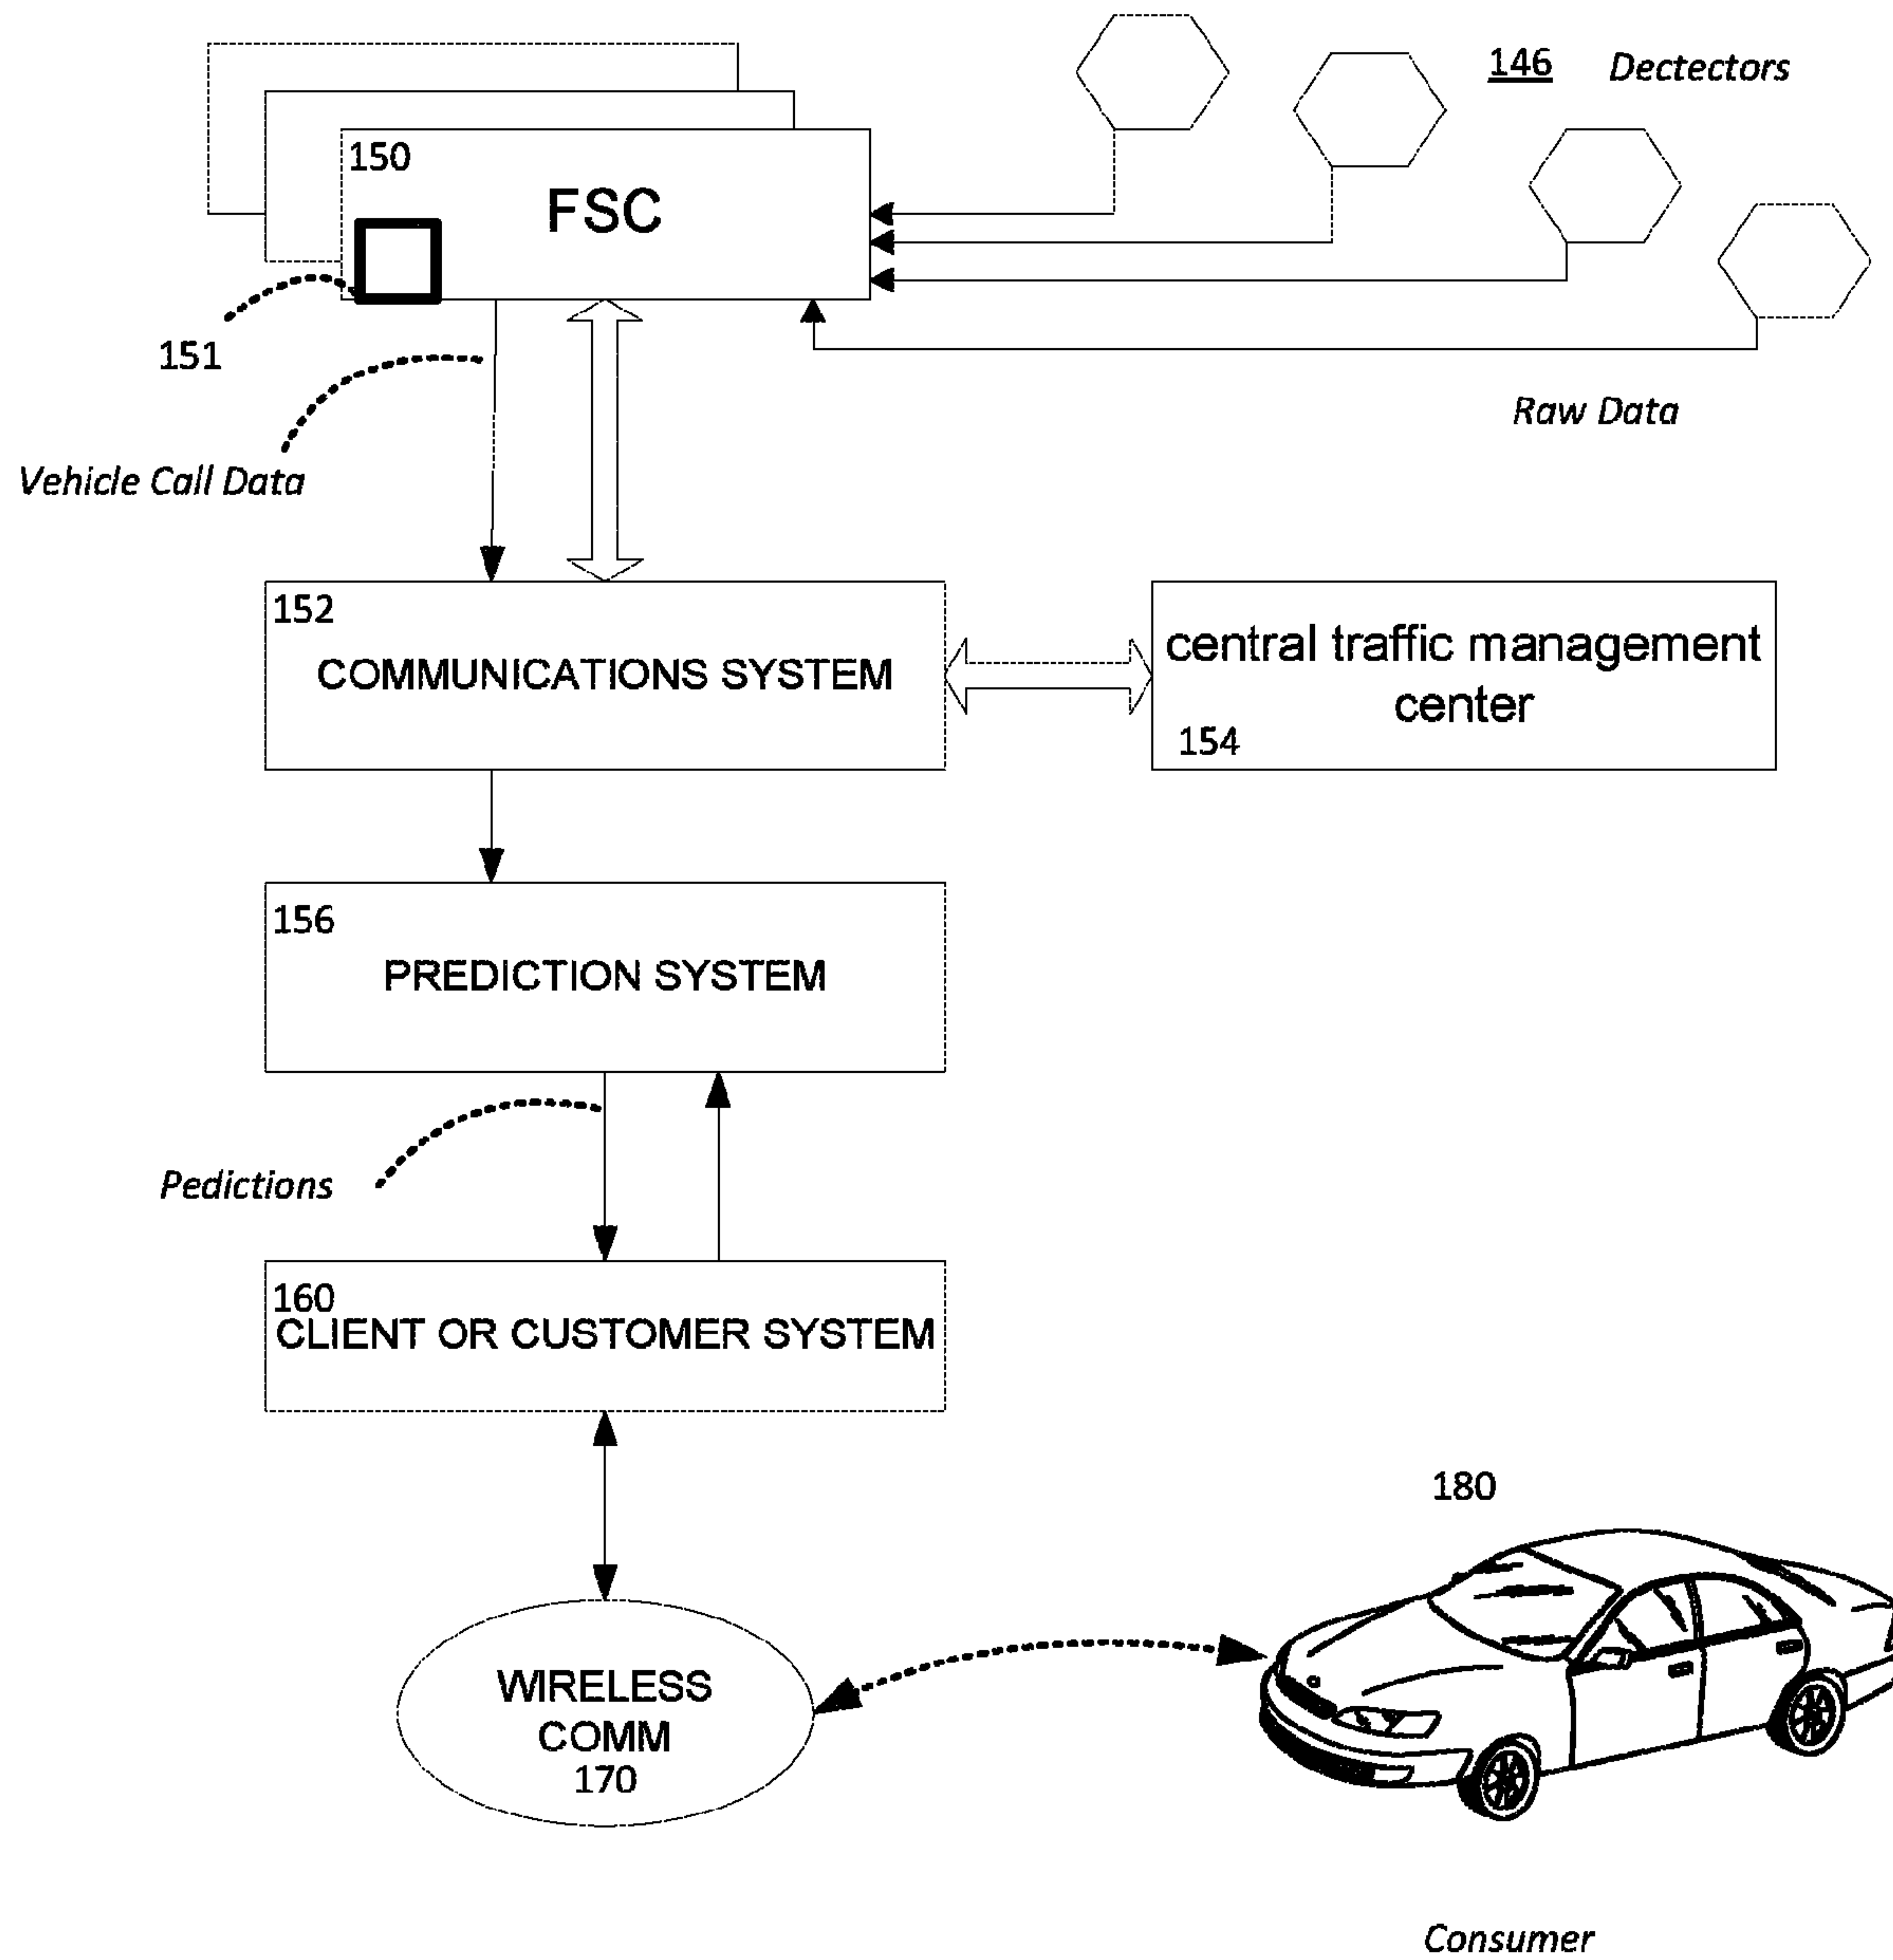 146 Dectectors
150
FSC
151
Raw Data
Vehicle Call Data
152
COMMUNICATIONS SYSTEM
central traffic management
center
154
156
PREDICTION SYSTEM
Pedictions
160
CLIENT OR CUSTOMER SYSTEM
180
WIRELESS
COMM
170
Consumer